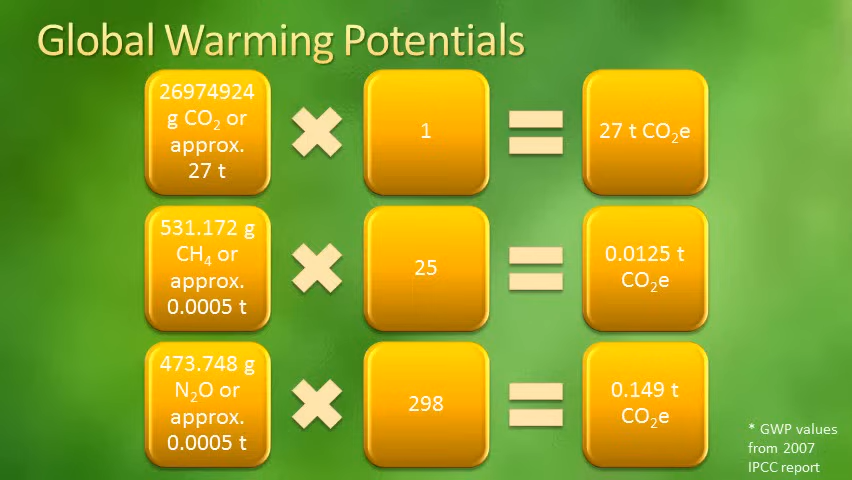 Global Warming Potentials
26974924
g CO₂ or
approx.
27 t
1
27 t CO₂e
531.172 g
CH₄ or
approx.
0.0005 t
25
0.0125 t
CO₂e
473.748 g
N₂O or
approx.
0.0005 t
298
0.149 t
CO₂e
* GWP values
from 2007
IPCC report